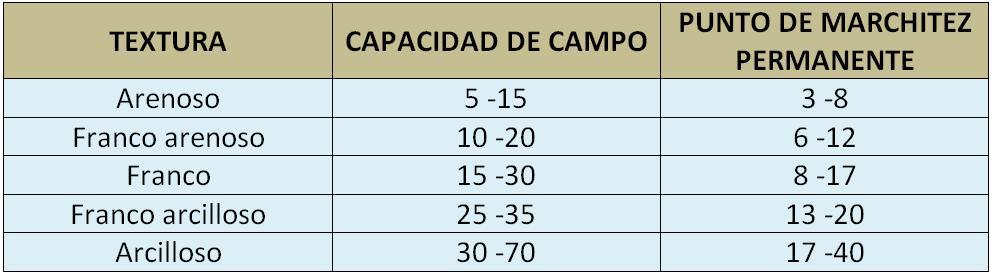 TEXTURA CAPACIDAD DE CAMPO PUNTO DE MARCHITEZ PERMANENTE
Arenoso 5 -15 3 -8
Franco arenoso 10 -20 6 -12
Franco 15 -30 8 -17
Franco arcilloso 25 -35 13 -20
Arcilloso 30 -70 17 -40